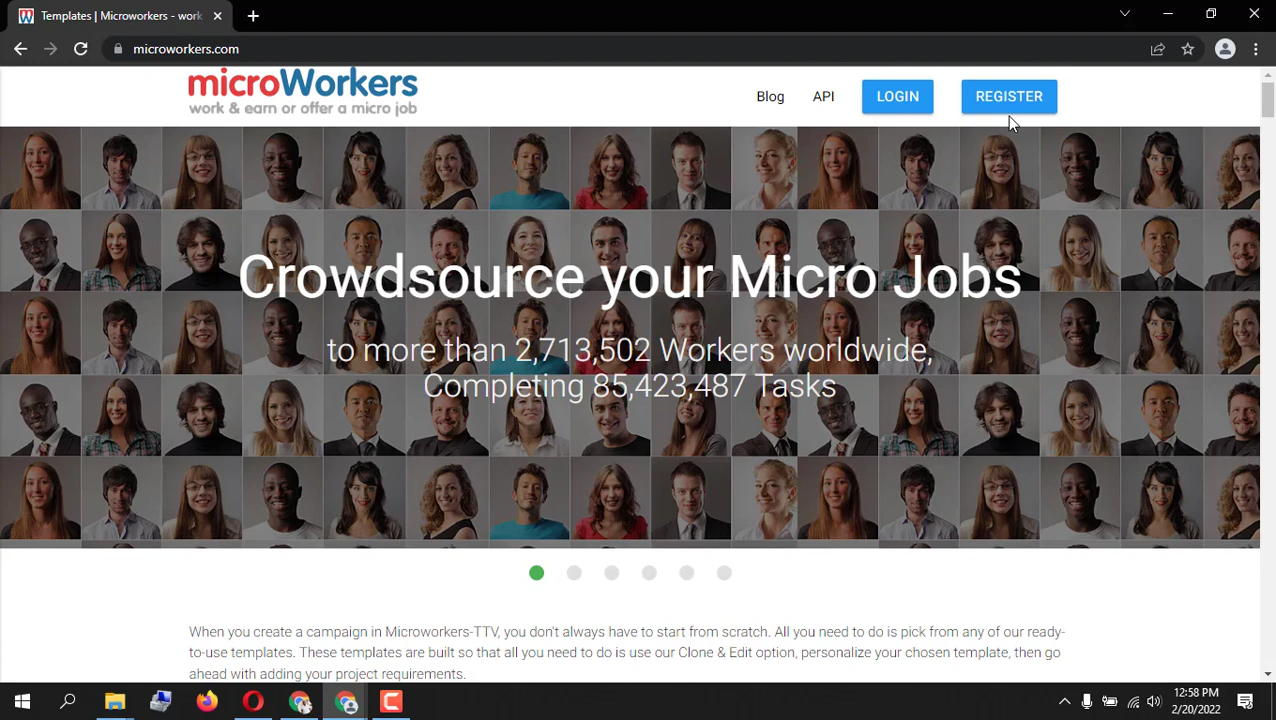 Templates | Microworkers - work
microworkers.com
microWorkers
work & earn or offer a micro job
Blog
API
LOGIN
REGISTER
Crowdsource your Micro Jobs
to more than 2,713,502 Workers worldwide,
Completing 85,423,487 Tasks
When you create a campaign in Microworkers-TTV, you don't always have to start from scratch. All you need to do is pick from any of our ready-
to-use templates. These templates are built so that all you need to do is use our Clone & Edit option, personalize your chosen template, then go
ahead with adding your project requirements.
12:58 PM
2/20/2022